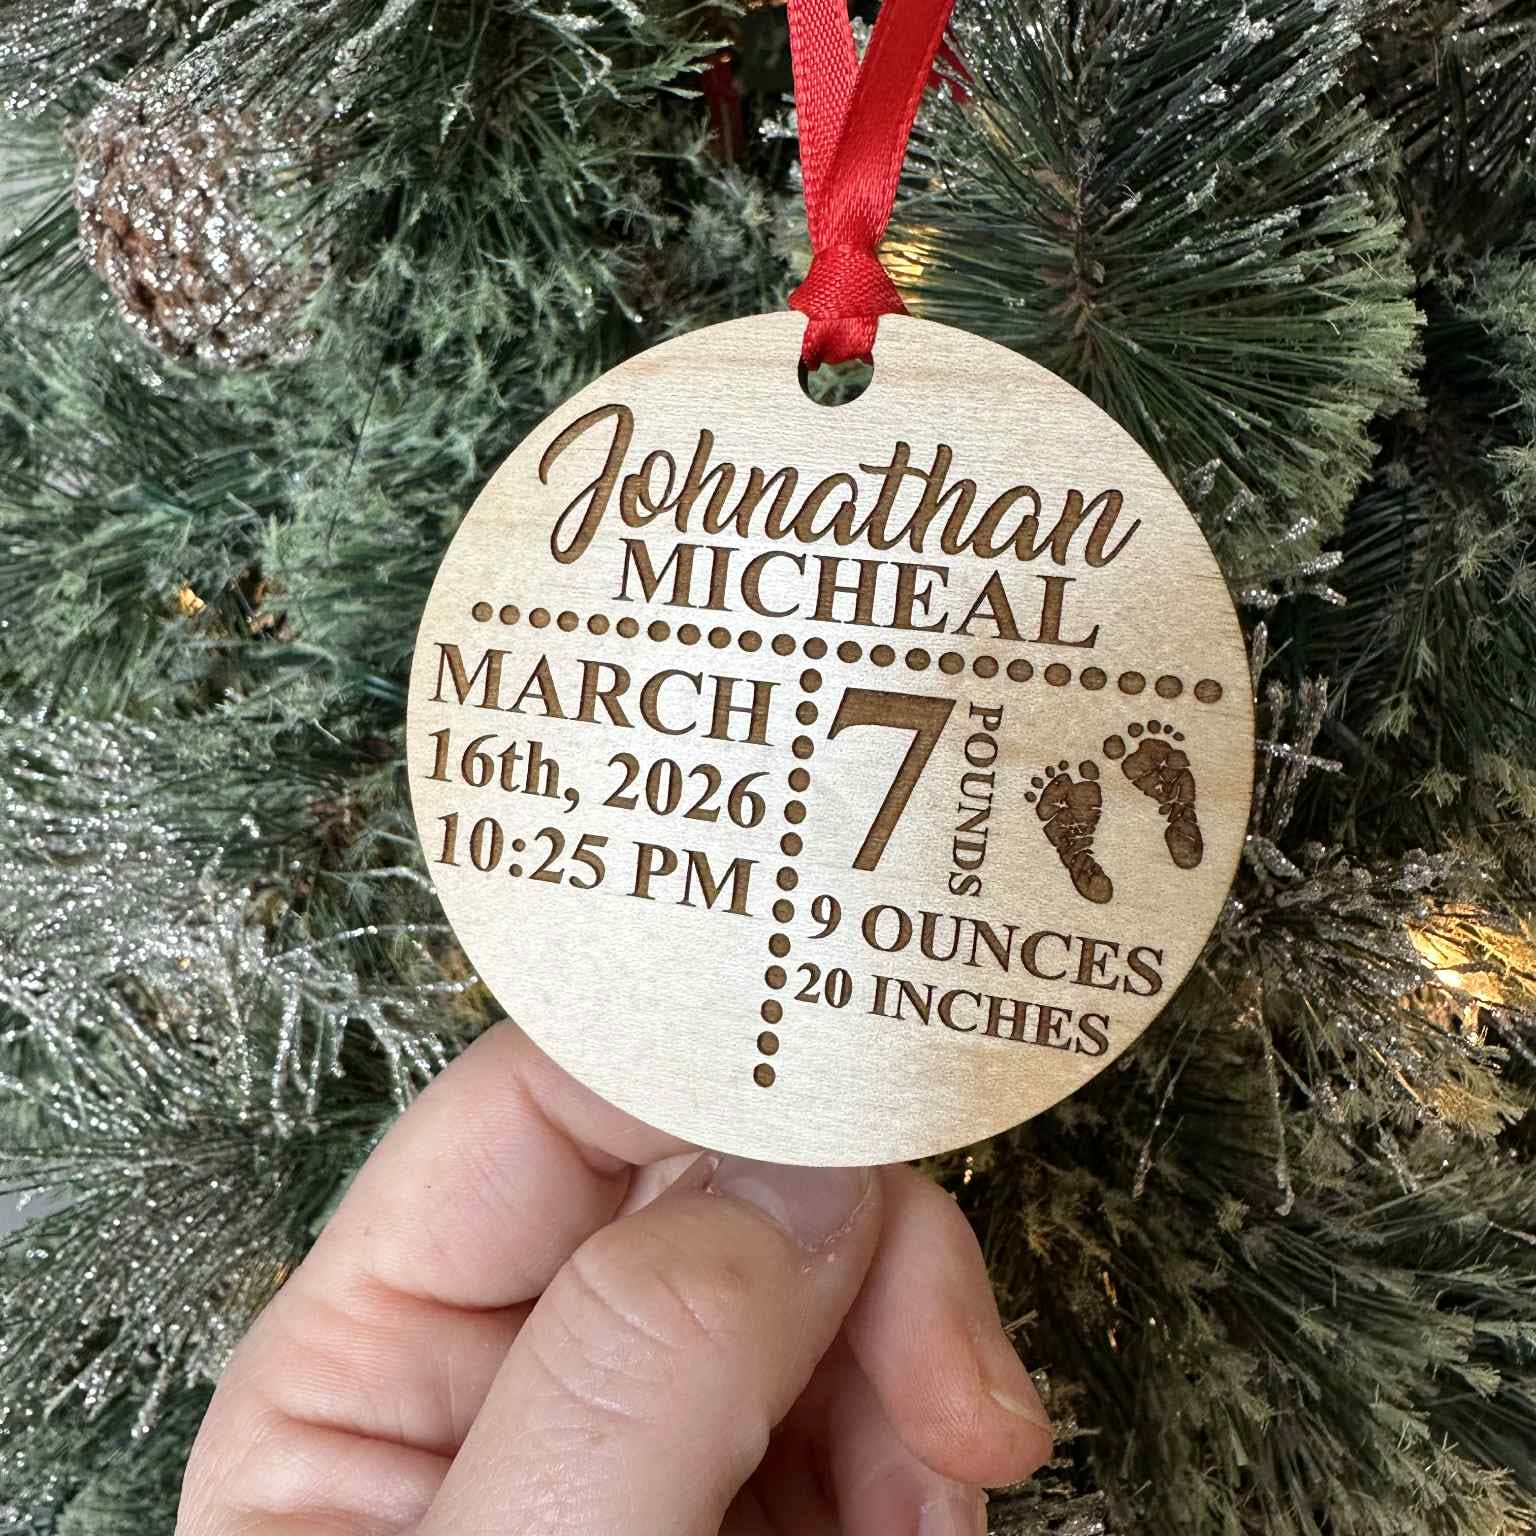 Johnathan
MICHEAL
MARCH
16th, 2026
10:25 PM
7 POUNDS
9 OUNCES
20 INCHES